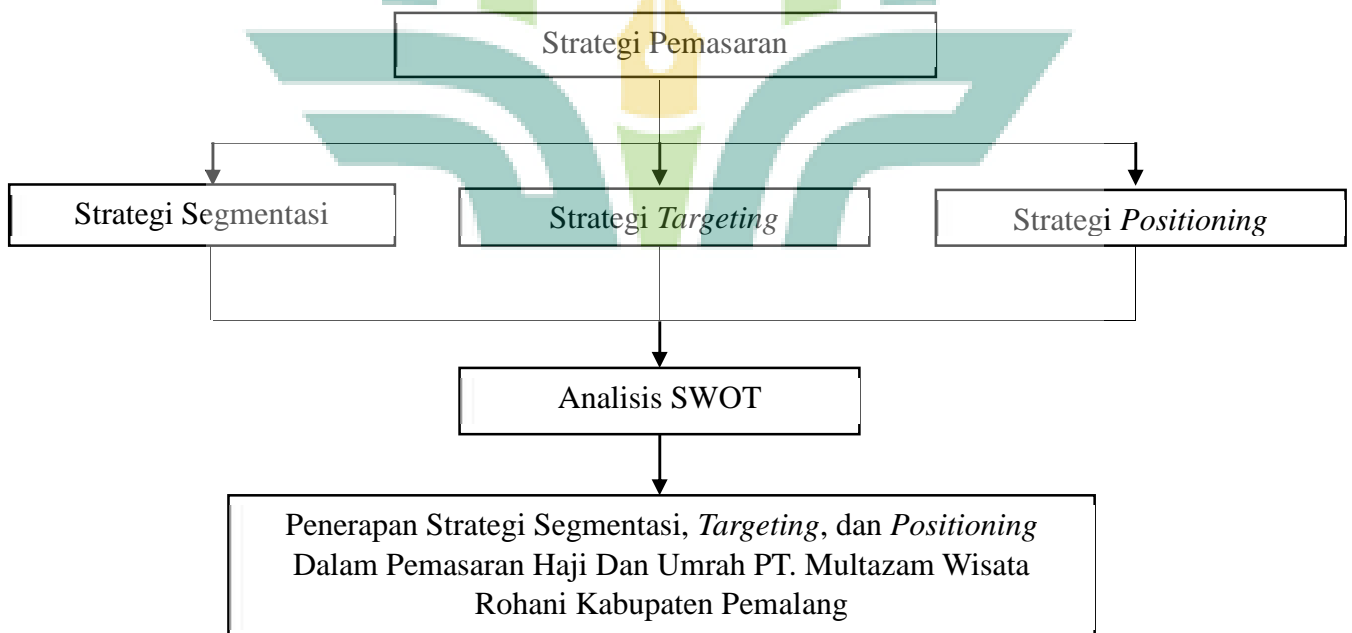 Strategi Pemasaran
Strategi Segmentasi
Strategi Targeting
Strategi Positioning
Analisis SWOT
Penerapan Strategi Segmentasi, Targeting, dan Positioning
Dalam Pemasaran Haji Dan Umrah PT. Multazam Wisata
Rohani Kabupaten Pemalang